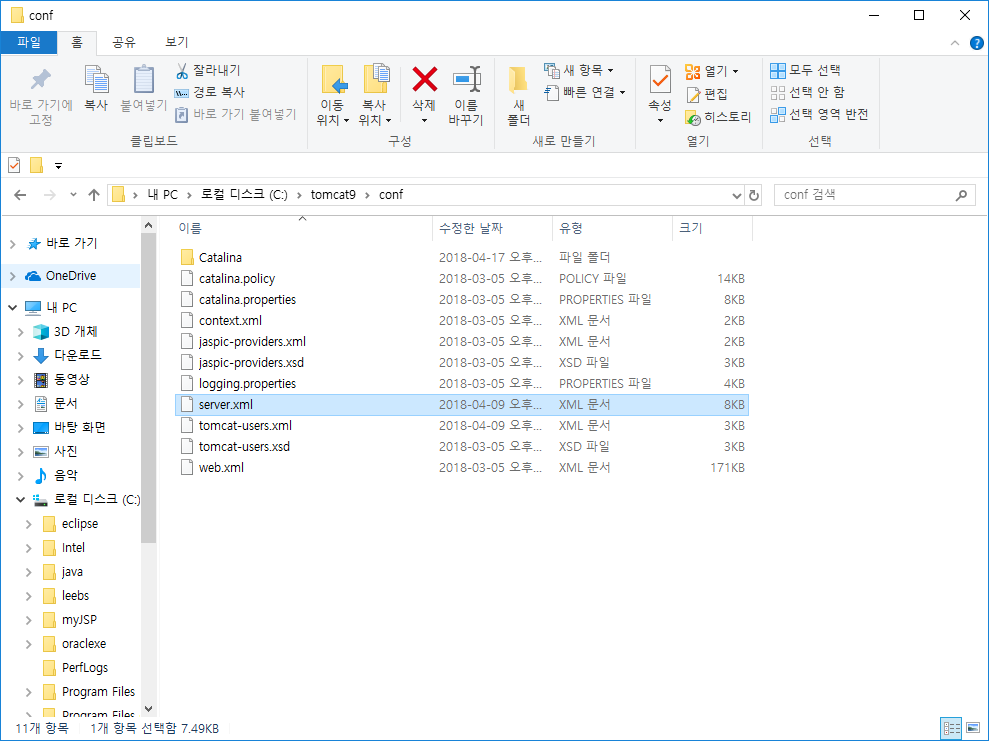 conf
파일 홈 공유 보기
바로 가기에 고정
복사
붙여넣기
잘라내기
경로 복사
바로 가기 붙여넣기
클립보드
이동 위치
복사 위치
삭제
이름 바꾸기
구성
새 폴더
새 항목
빠른 연결
새로 만들기
속성
열기
편집
히스토리
열기
모두 선택
선택 안 함
선택 영역 반전
선택
내 PC > 로컬 디스크 (C:) > tomcat9 > conf
conf 검색
바로 가기
OneDrive
내 PC
3D 개체
다운로드
동영상
문서
바탕 화면
사진
음악
로컬 디스크 (C:)
eclipse
Intel
java
leebs
myJSP
oraclexe
PerfLogs
Program Files
Program Files
이름 수정한 날짜 유형 크기
Catalina 2018-04-17 오후... 파일 폴더
catalina.policy 2018-03-05 오후... POLICY 파일 14KB
catalina.properties 2018-03-05 오후... PROPERTIES 파일 8KB
context.xml 2018-03-05 오후... XML 문서 2KB
jaspic-providers.xml 2018-03-05 오후... XML 문서 2KB
jaspic-providers.xsd 2018-03-05 오후... XSD 파일 3KB
logging.properties 2018-03-05 오후... PROPERTIES 파일 4KB
server.xml 2018-04-09 오후... XML 문서 8KB
tomcat-users.xml 2018-04-09 오후... XML 문서 3KB
tomcat-users.xsd 2018-03-05 오후... XSD 파일 3KB
web.xml 2018-03-05 오후... XML 문서 171KB
11개 항목 1개 항목 선택함 7.49KB